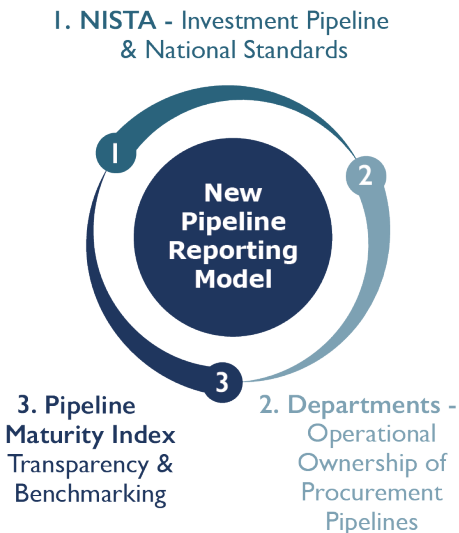 1. NISTA - Investment Pipeline
& National Standards
1
2
New
Pipeline
Reporting
Model
3
3. Pipeline
Maturity Index
Transparency &
Benchmarking
2. Departments -
Operational
Ownership of
Procurement
Pipelines